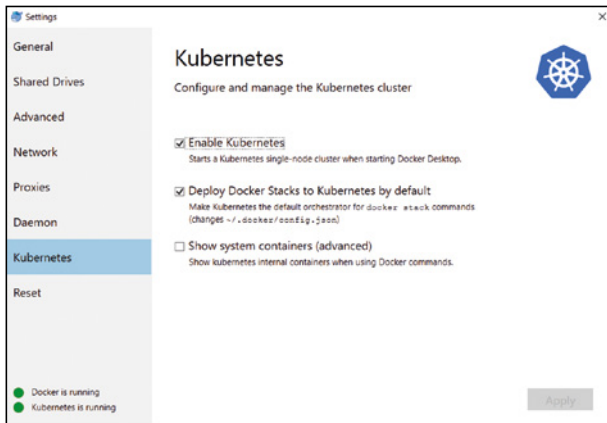 Settings
General
Shared Drives
Advanced
Network
Proxies
Daemon
Kubernetes
Reset
Docker is running
Kubernetes is running
Kubernetes
Configure and manage the Kubernetes cluster
Enable Kubernetes
Starts a Kubernetes single-node cluster when starting Docker Desktop.
Deploy Docker Stacks to Kubernetes by default
Make Kubernetes the default orchestrator for docker stack commands
(changes ~/.docker/config.json)
Show system containers (advanced)
Show kubernetes internal containers when using Docker commands.
Apply